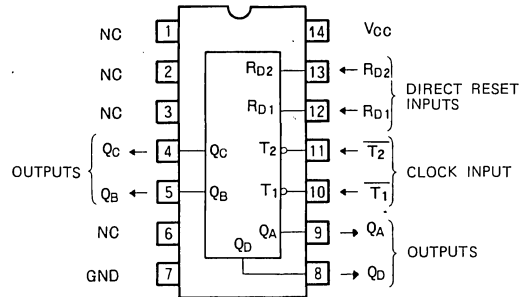 NC 1 14 VCC
NC 2 RD2 13 RD2
NC 3 RD1 12 RD1
DIRECT RESET
INPUTS
OUTPUTS
QC 4 QC T2 11 T2
QB 5 QB T1 10 T1
CLOCK INPUT
NC 6 QA 9 QA
GND 7 QD 8 QD
OUTPUTS